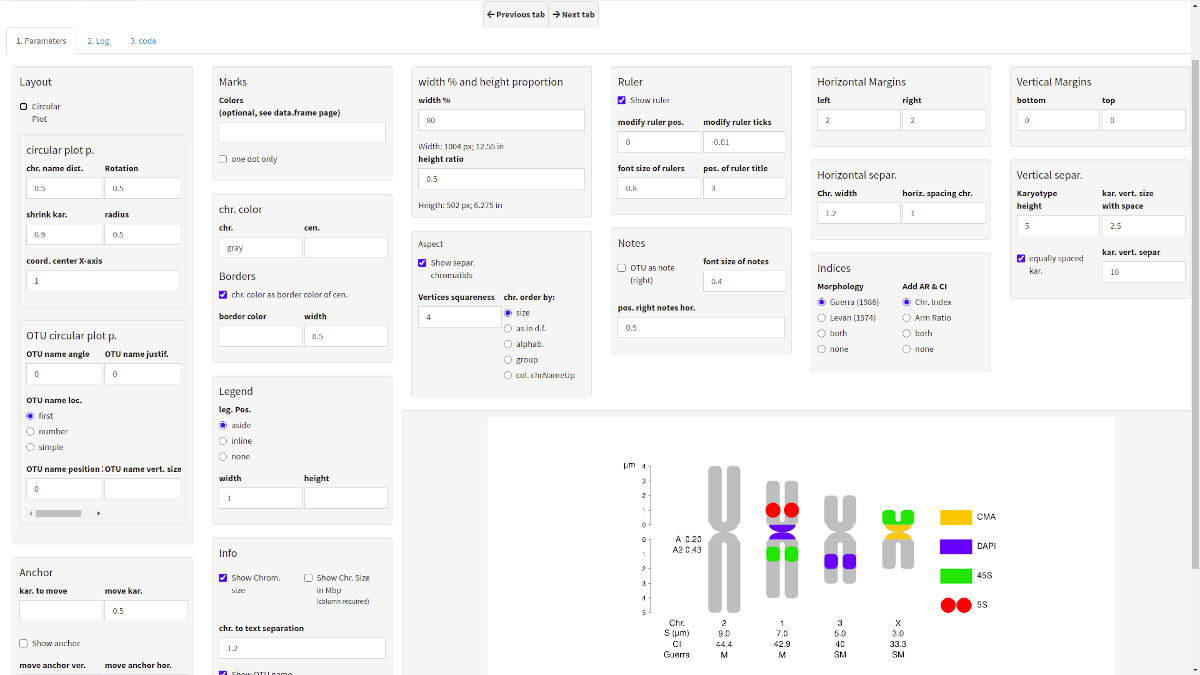 Previous tab
Next tab
1. Parameters
2. Log
3. code
Layout
Circular
Plot
circular plot p.
chr. name dist.
Rotation
0.5
0.5
shrink kar.
radius
0.9
0.5
coord. center X-axis
1
OTU circular plot p.
OTU name angle
OTU name justif.
0
0
OTU name loc.
first
number
simple
OTU name position
OTU name vert. size
0
Anchor
kar. to move
move kar.
0.5
Show anchor
move anchor ver.
move anchor hor.
Marks
Colors
(optional, see data.frame page)
one dot only
chr. color
chr.
cen.
gray
Borders
chr. color as border color of cen.
border color
width
0.5
Legend
leg. Pos.
aside
inline
none
width
height
1
Info
Show Chrom.
size
Show Chr. Size
in Mbp
(column required)
chr. to text separation
1.2
Show OTU name
width % and height proportion
width %
80
Width: 1004 px; 12.55 in
height ratio
0.5
Heigth: 502 px; 6.275 in
Aspect
Show separ.
chromatids
Vertices squareness
4
chr. order by:
size
as in d.f.
alphab.
group
col. chrNameUp
Ruler
Show ruler
modify ruler pos.
modify ruler ticks
0
-0.01
font size of rulers
pos. of ruler title
0.8
3
Notes
OTU as note
(right)
font size of notes
0.4
pos. right notes hor.
0.5
Horizontal Margins
left
right
2
2
Horizontal separ.
Chr. width
horiz. spacing chr.
1.2
1
Indices
Morphology
Guerra (1986)
Levan (1974)
both
none
Add AR & CI
Chr. Index
Arm Ratio
both
none
Vertical Margins
bottom
top
0
0
Vertical separ.
Karyotype
height
kar. vert. size
with space
5
2.5
equally spaced
kar.
kar. vert. separ
10
µm
4
3
2
1
0
0
1
2
3
4
5
A 0.20
A2 0.43
CMA
DAPI
45S
5S
Chr. 2 1 3 X
S (µm) 9.0 7.0 5.0 3.0
CI 44.4 42.9 40 33.3
Guerra M M SM SM